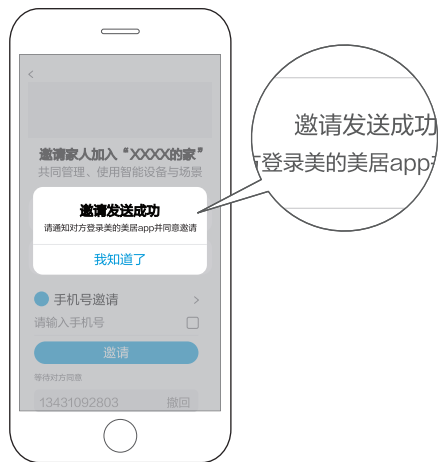 <
邀请家人加入“XXXX的家”
共同管理、使用智能设备与场景
邀请发送成功
请通知对方登录美的美居app并同意邀请
我知道了
手机号邀请 >
请输入手机号
邀请
等待对方同意
13431092803 撤回
邀请发送成功
方登录美的美居app